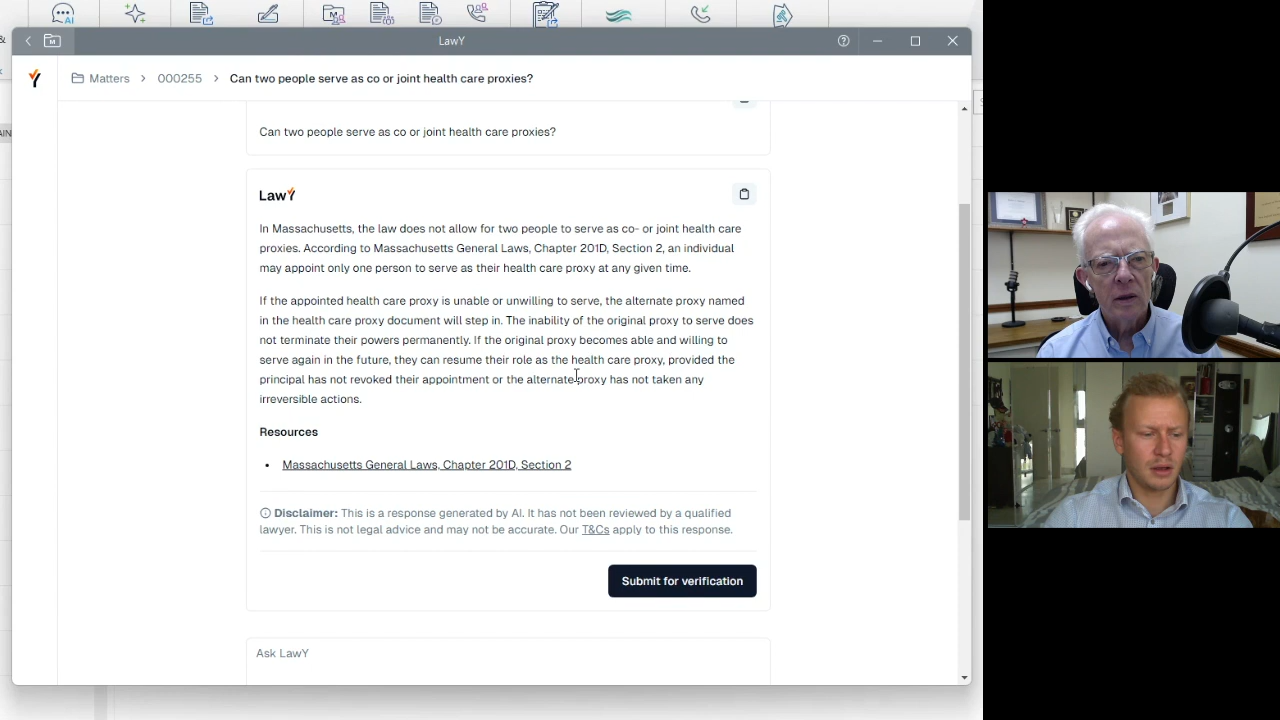 AI
LawY
Matters > 000255 > Can two people serve as co or joint health care proxies?
Can two people serve as co or joint health care proxies?
LawY
In Massachusetts, the law does not allow for two people to serve as co- or joint health care
proxies. According to Massachusetts General Laws, Chapter 201D, Section 2, an individual
may appoint only one person to serve as their health care proxy at any given time.
If the appointed health care proxy is unable or unwilling to serve, the alternate proxy named
in the health care proxy document will step in. The inability of the original proxy to serve does
not terminate their powers permanently. If the original proxy becomes able and willing to
serve again in the future, they can resume their role as the health care proxy, provided the
principal has not revoked their appointment or the alternate proxy has not taken any
irreversible actions.
Resources
• Massachusetts General Laws, Chapter 201D, Section 2
Disclaimer: This is a response generated by AI. It has not been reviewed by a qualified
lawyer. This is not legal advice and may not be accurate. Our T&Cs apply to this response.
Submit for verification
Ask LawY